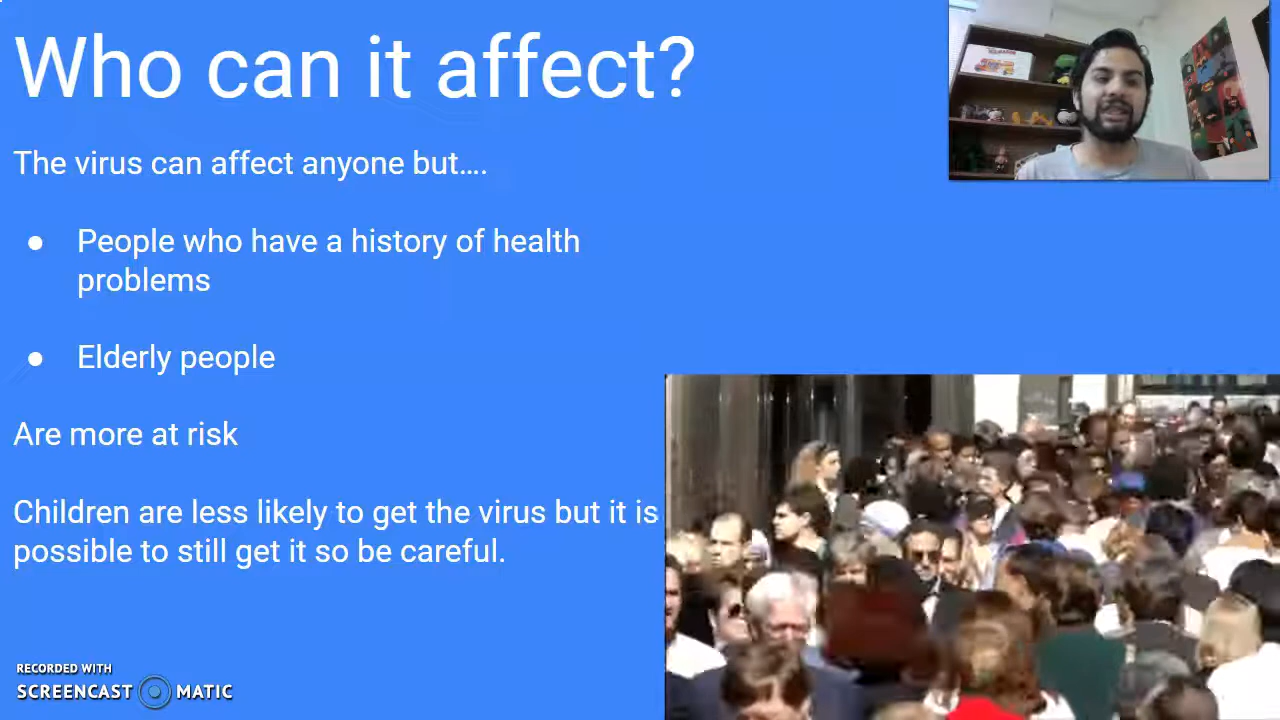 Who can it affect?
The virus can affect anyone but....
● People who have a history of health
problems
● Elderly people
Are more at risk
Children are less likely to get the virus but it is
possible to still get it so be careful.
RECORDED WITH
SCREENCAST MATIC